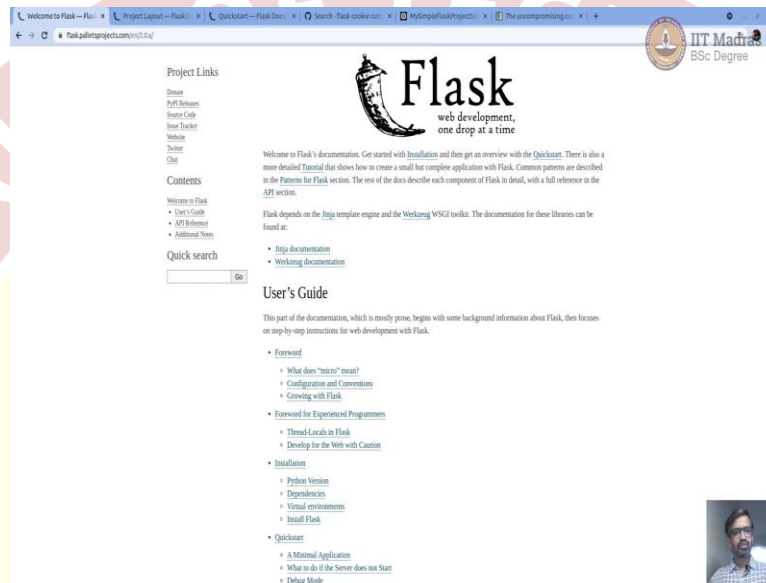 Welcome to Flask — Flas
Project Layout — Flask D
Quickstart — Flask Docu
Search · flask cookie cutt
MySimpleFlaskProjectSe
The uncompromising co
flask.palletsprojects.com/en/2.0.x/
IIT Madras
BSc Degree
Project Links
Donate
PyPI Releases
Source Code
Issue Tracker
Website
Twitter
Chat
Contents
Welcome to Flask
User's Guide
API Reference
Additional Notes
Quick search
Go
Flask
web development,
one drop at a time
Welcome to Flask's documentation. Get started with Installation and then get an overview with the Quickstart. There is also a
more detailed Tutorial that shows how to create a small but complete application with Flask. Common patterns are described
in the Patterns for Flask section. The rest of the docs describe each component of Flask in detail, with a full reference in the
API section.
Flask depends on the Jinja template engine and the Werkzeug WSGI toolkit. The documentation for these libraries can be
found at:
Jinja documentation
Werkzeug documentation
User's Guide
This part of the documentation, which is mostly prose, begins with some background information about Flask, then focuses
on step-by-step instructions for web development with Flask.
Foreword
What does "micro" mean?
Configuration and Conventions
Growing with Flask
Foreword for Experienced Programmers
Thread-Locals in Flask
Develop for the Web with Caution
Installation
Python Version
Dependencies
Virtual environments
Install Flask
Quickstart
A Minimal Application
What to do if the Server does not Start
Debug Mode